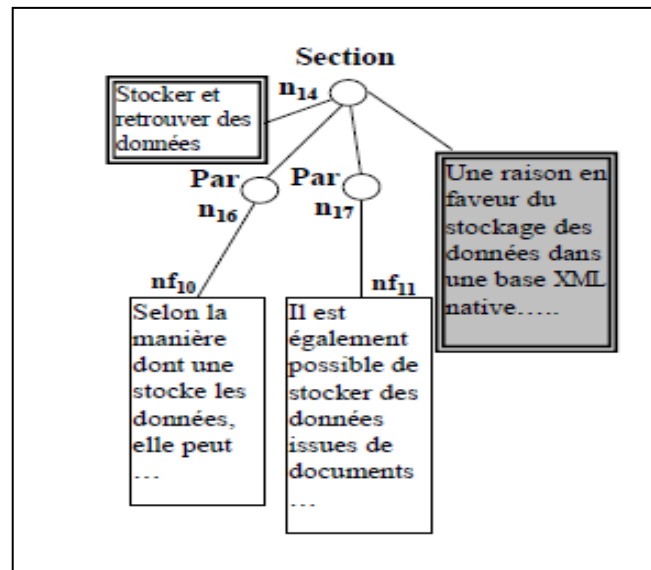 Section
n14
Stocker et
retrouver des
données
Par
n16
Par
n17
Une raison en
faveur du
stockage des
données dans
une base XML
native.....
nf10
Selon la
manière
dont une
stocke les
données,
elle peut
...
nf11
Il est
également
possible de
stocker des
données
issues de
documents
...